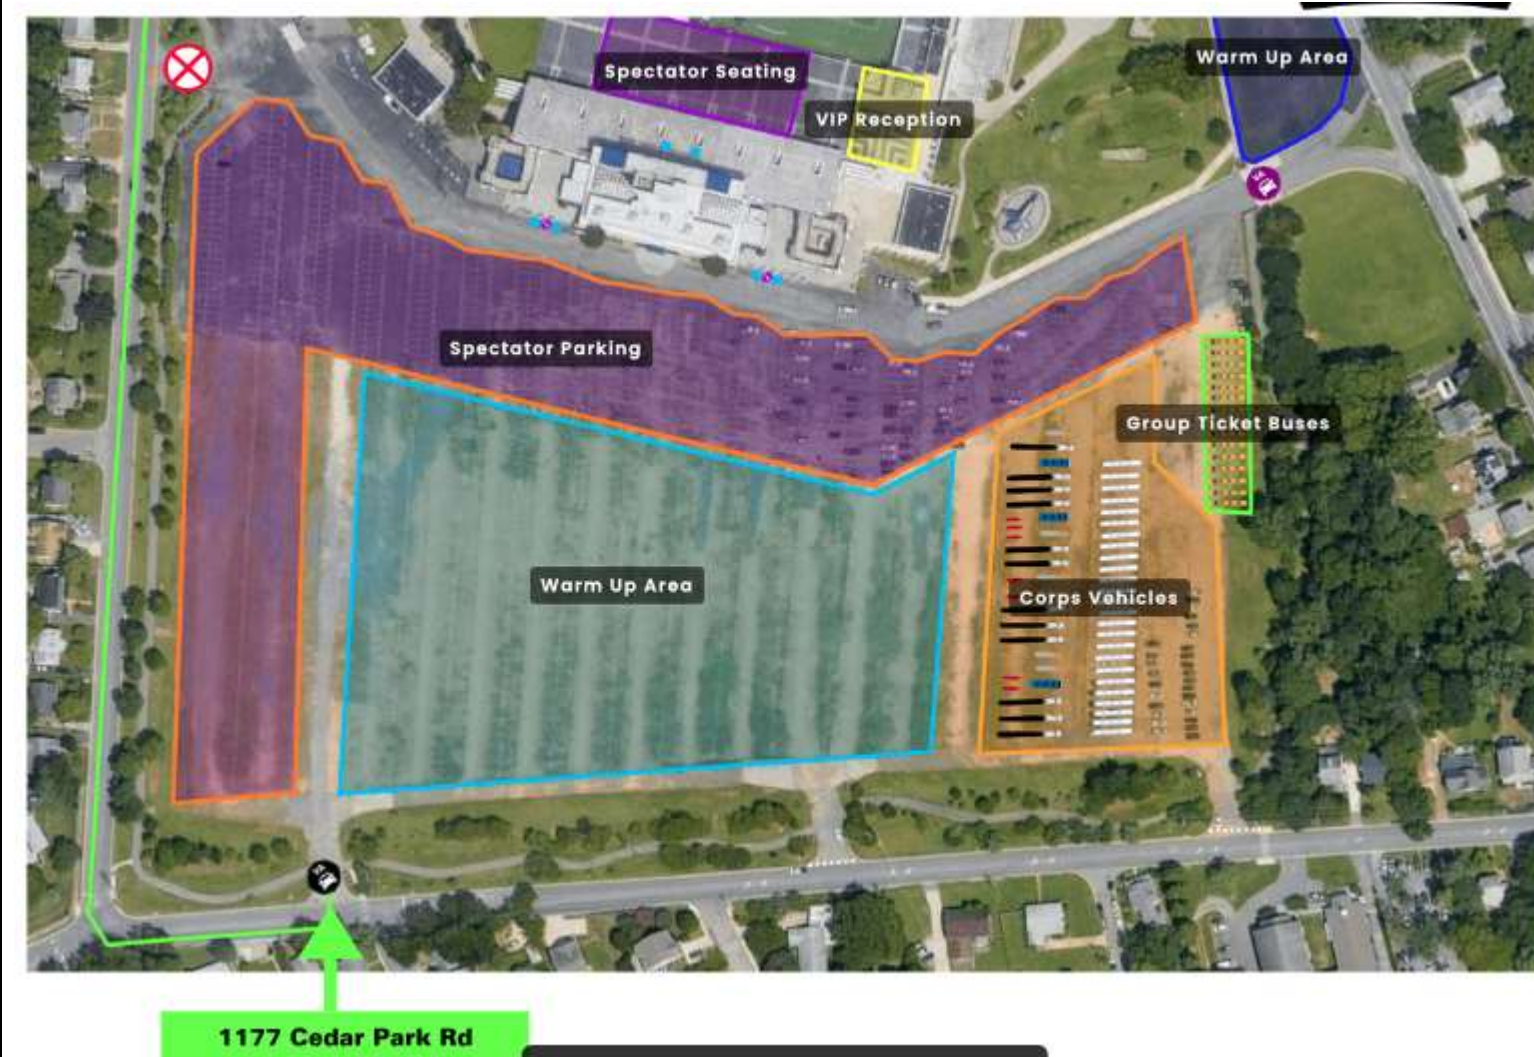 Warm Up Area
Spectator Seating
VIP Reception
Spectator Parking
Group Ticket Buses
Warm Up Area
Corps Vehicles
1177 Cedar Park Rd